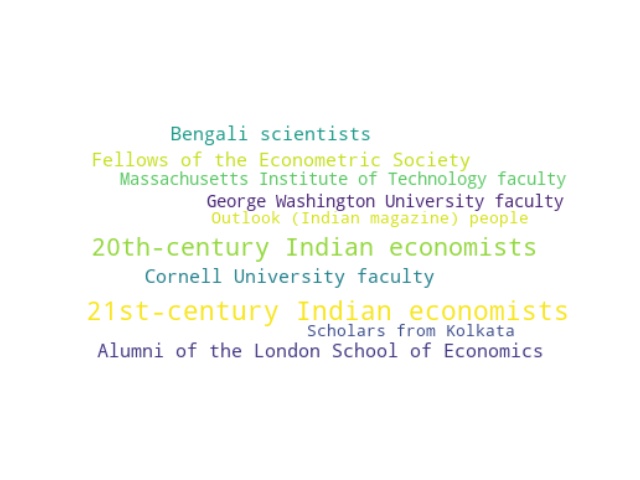 Bengali scientists
Fellows of the Econometric Society
Massachusetts Institute of Technology faculty
George Washington University faculty
Outlook (Indian magazine) people
20th-century Indian economists
Cornell University faculty
21st-century Indian economists
Scholars from Kolkata
Alumni of the London School of Economics